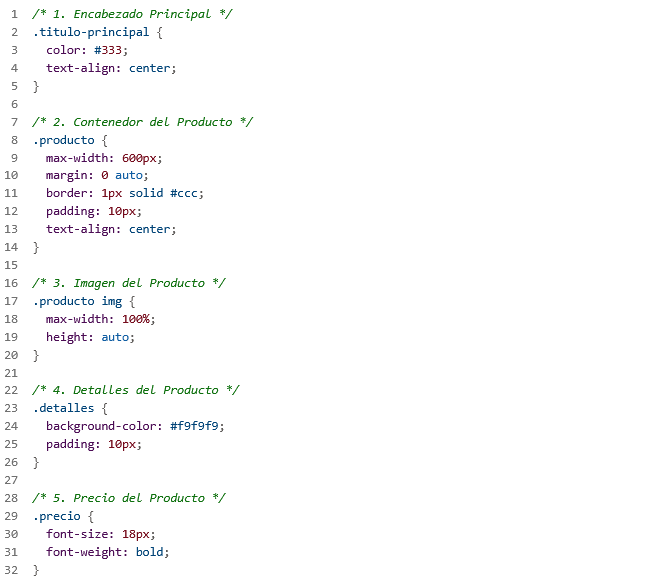 1 /* 1. Encabezado Principal */
2 .titulo-principal {
3 color: #333;
4 text-align: center;
5 }
6
7 /* 2. Contenedor del Producto */
8 .producto {
9 max-width: 600px;
10 margin: 0 auto;
11 border: 1px solid #ccc;
12 padding: 10px;
13 text-align: center;
14 }
15
16 /* 3. Imagen del Producto */
17 .producto img {
18 max-width: 100%;
19 height: auto;
20 }
21
22 /* 4. Detalles del Producto */
23 .detalles {
24 background-color: #f9f9f9;
25 padding: 10px;
26 }
27
28 /* 5. Precio del Producto */
29 .precio {
30 font-size: 18px;
31 font-weight: bold;
32 }